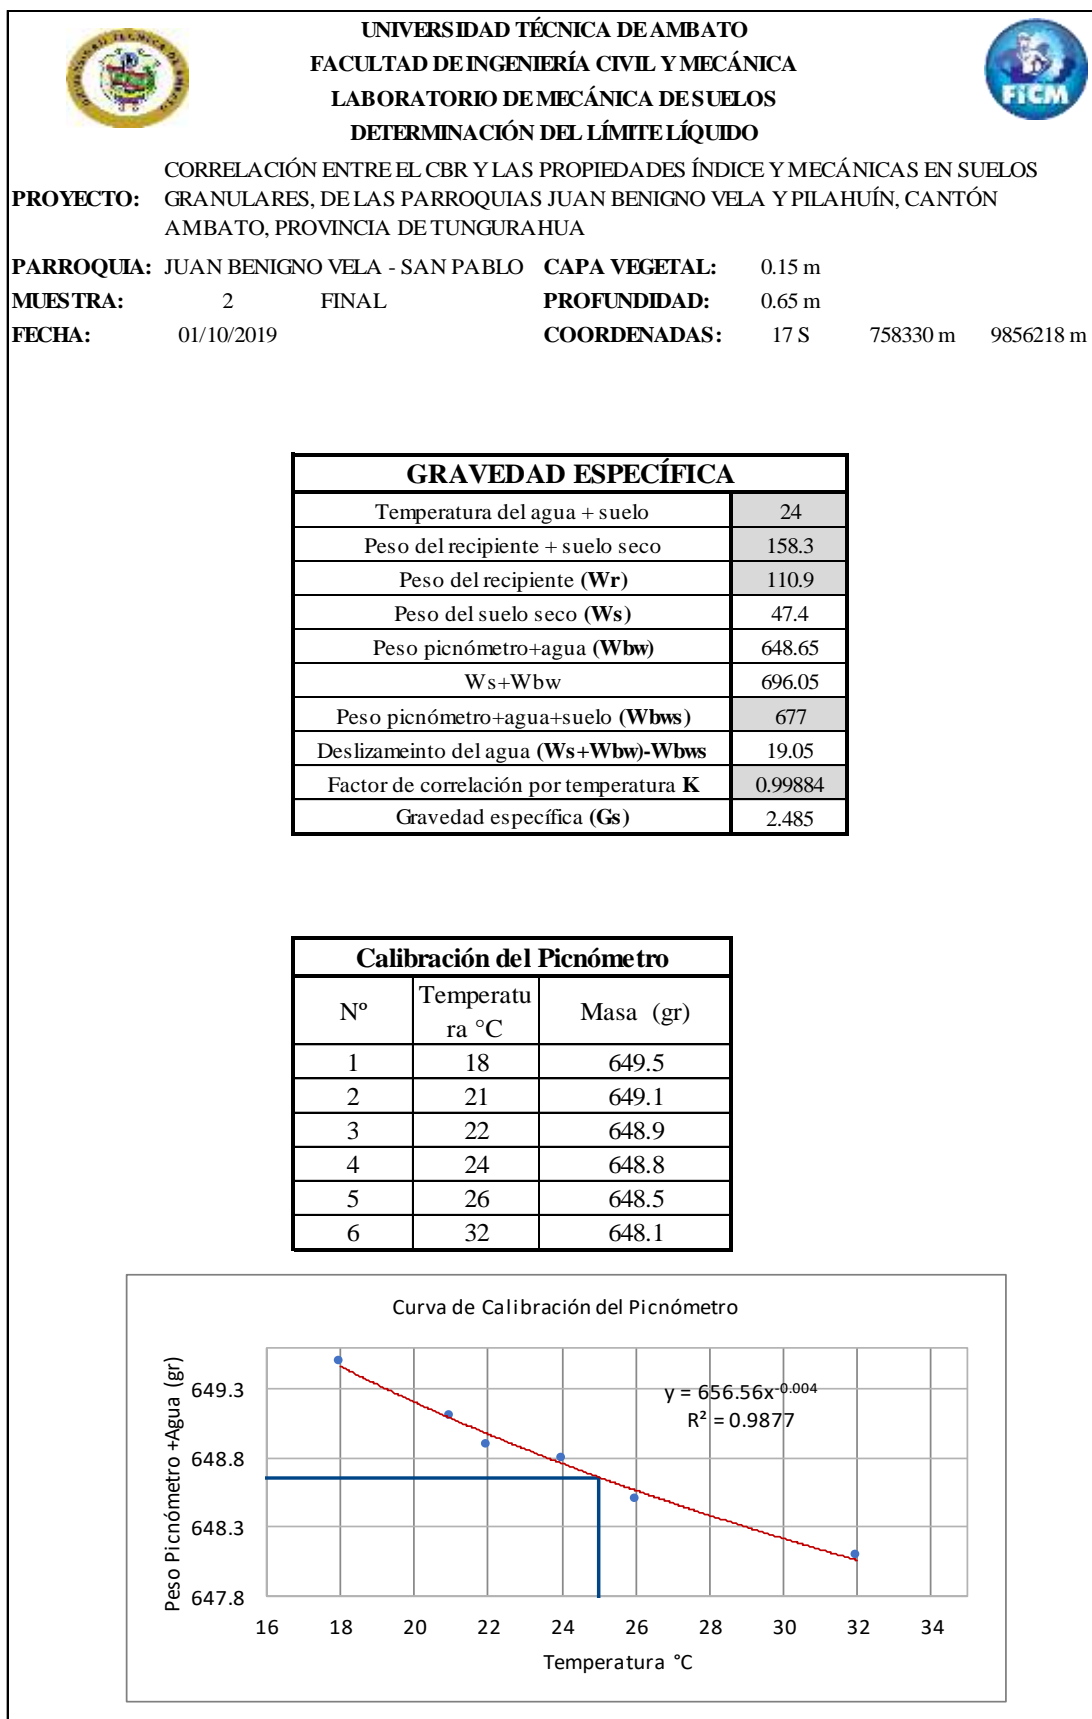 UNIVERSIDAD TÉCNICA DE AMBATO
FACULTAD DE INGENIERÍA CIVIL Y MECÁNICA
LABORATORIO DE MECÁNICA DE SUELOS
DETERMINACIÓN DEL LÍMITE LÍQUIDO
FICM
PROYECTO: CORRELACIÓN ENTRE EL CBR Y LAS PROPIEDADES ÍNDICE Y MECÁNICAS EN SUELOS
GRANULARES, DE LAS PARROQUIAS JUAN BENIGNO VELA Y PILAHUÍN, CANTÓN
AMBATO, PROVINCIA DE TUNGURAHUA
PARROQUIA: JUAN BENIGNO VELA - SAN PABLO CAPA VEGETAL: 0.15 m
MUESTRA: 2 FINAL PROFUNDIDAD: 0.65 m
FECHA: 01/10/2019 COORDENADAS: 17 S 758330 m 9856218 m
GRAVEDAD ESPECÍFICA
Temperatura del agua + suelo 24
Peso del recipiente + suelo seco 158.3
Peso del recipiente (Wr) 110.9
Peso del suelo seco (Ws) 47.4
Peso picnómetro+agua (Wbw) 648.65
Ws+Wbw 696.05
Peso picnómetro+agua+suelo (Wbws) 677
Deslizameinto del agua (Ws+Wbw)-Wbws 19.05
Factor de correlación por temperatura K 0.99884
Gravedad específica (Gs) 2.485
Calibración del Picnómetro
Nº Temperatu
ra °C Masa (gr)
1 18 649.5
2 21 649.1
3 22 648.9
4 24 648.8
5 26 648.5
6 32 648.1
Curva de Calibración del Picnómetro
Peso Picnómetro +Agua (gr)
649.3
648.8
648.3
647.8
y = 656.56x^-0.004
R² = 0.9877
16 18 20 22 24 26 28 30 32 34
Temperatura °C